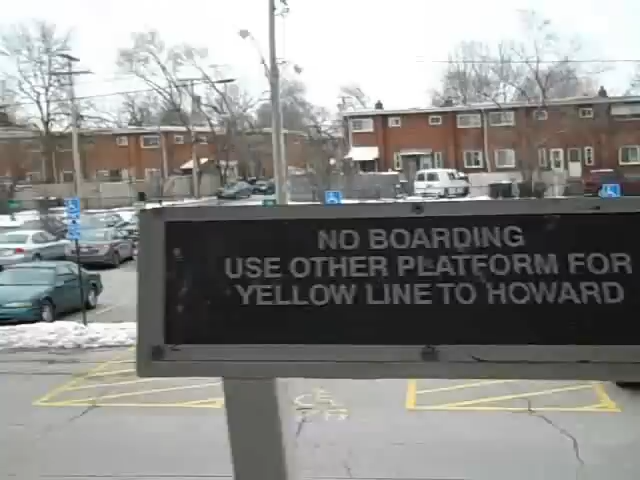 NO BOARDING
USE OTHER PLATFORM FOR
YELLOW LINE TO HOWARD